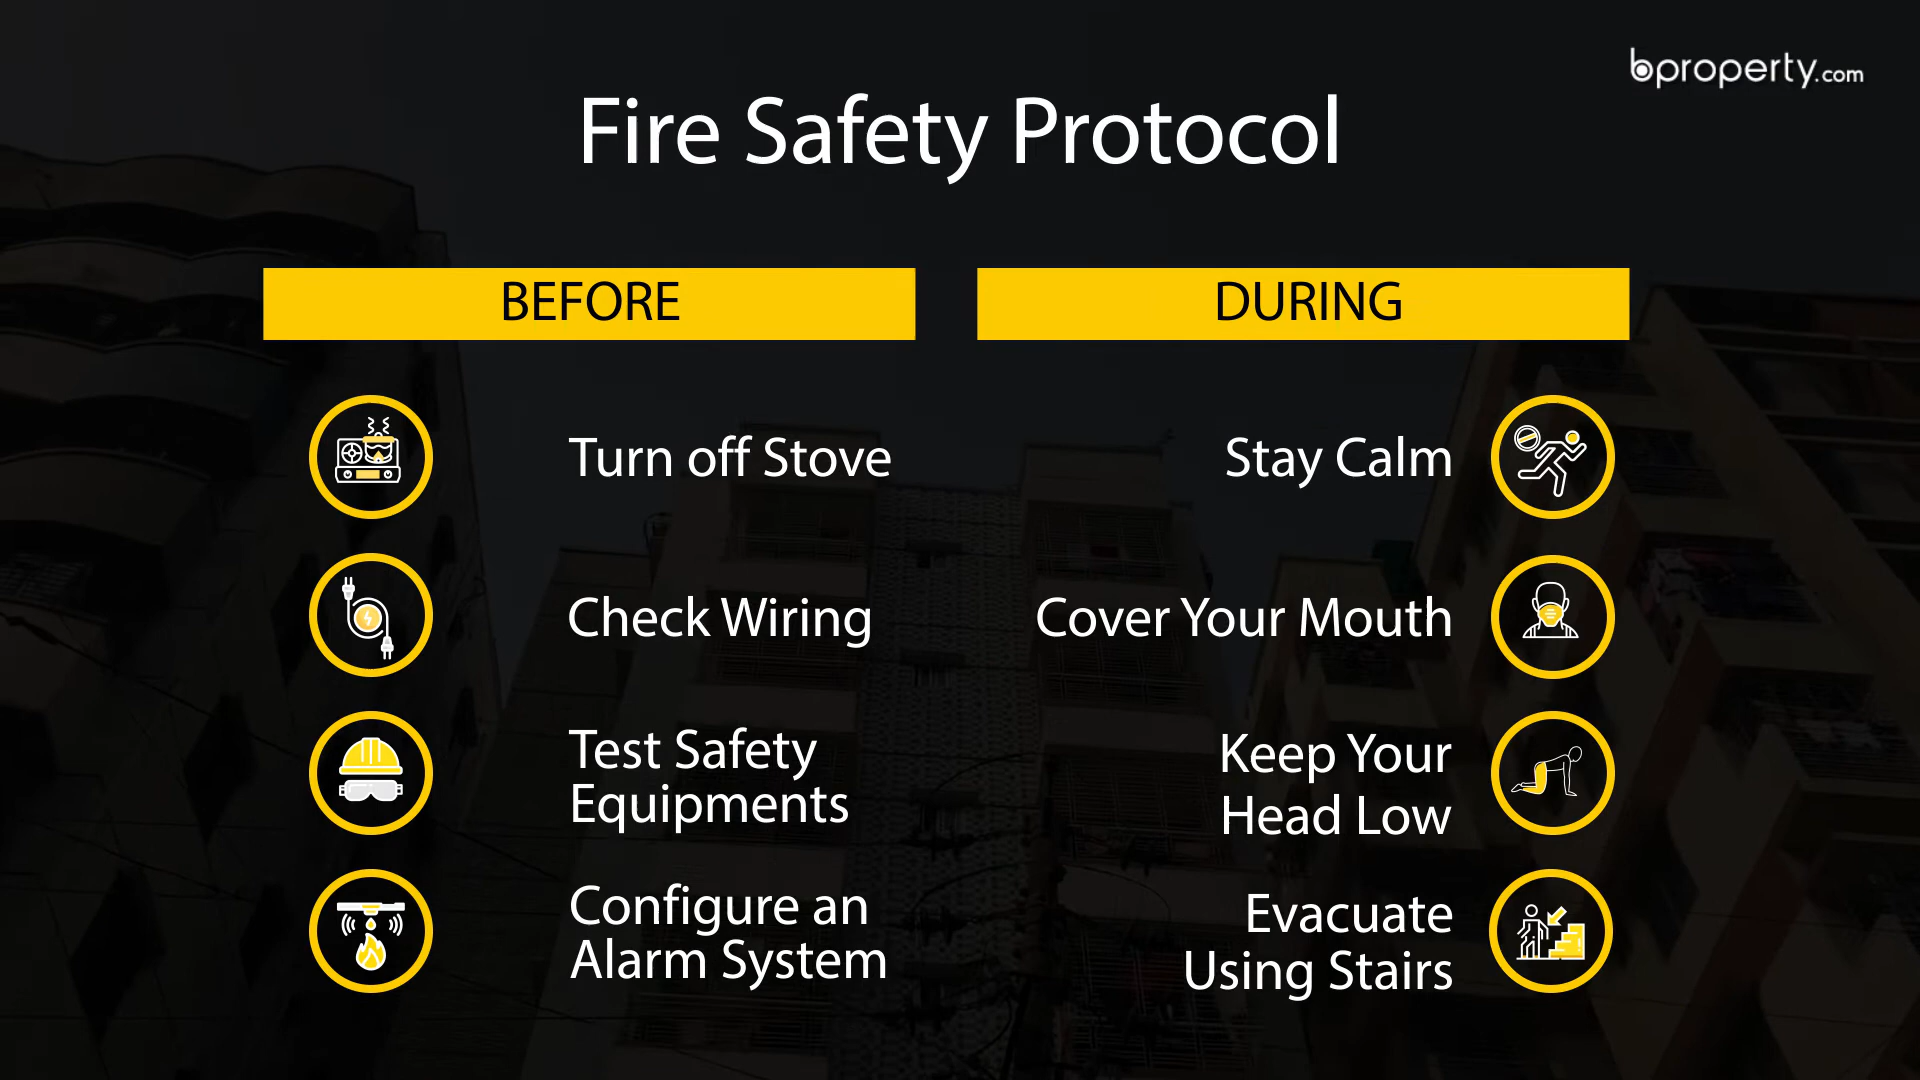 bproperty.com
Fire Safety Protocol
BEFORE
Turn off Stove
Check Wiring
Test Safety
Equipments
Configure an
Alarm System
DURING
Stay Calm
Cover Your Mouth
Keep Your
Head Low
Evacuate
Using Stairs